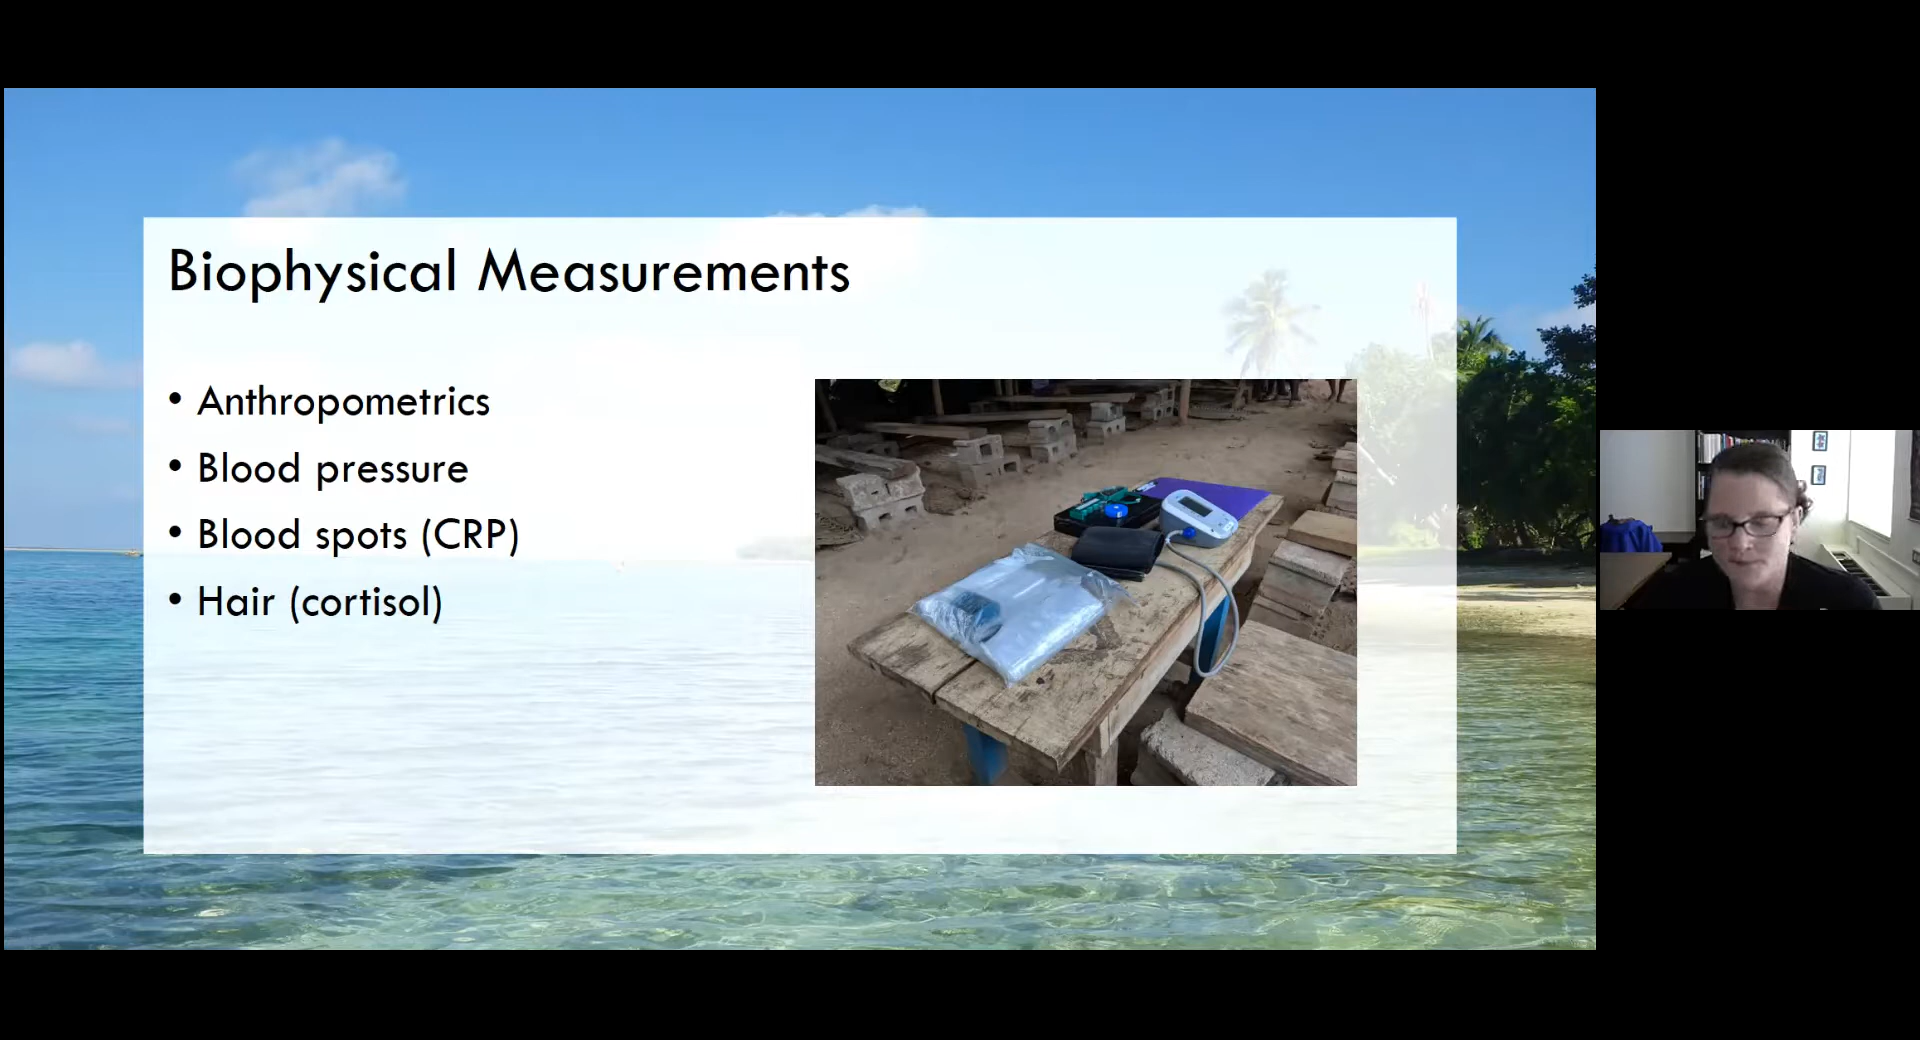 Biophysical Measurements
• Anthropometrics
• Blood pressure
• Blood spots (CRP)
• Hair (cortisol)